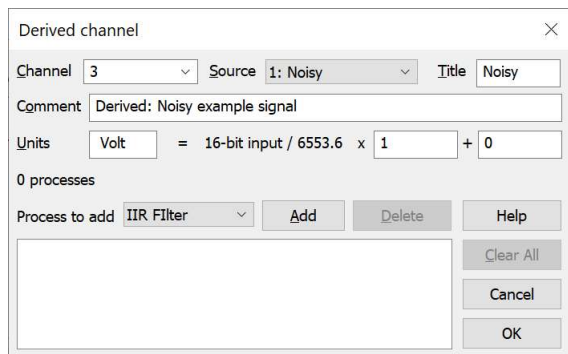 Derived channel
Channel 3 Source 1: Noisy Title Noisy
Comment Derived: Noisy example signal
Units Volt = 16-bit input / 6553.6 x 1 + 0
0 processes
Process to add IIR FIlter Add Delete Help
Clear All
Cancel
OK